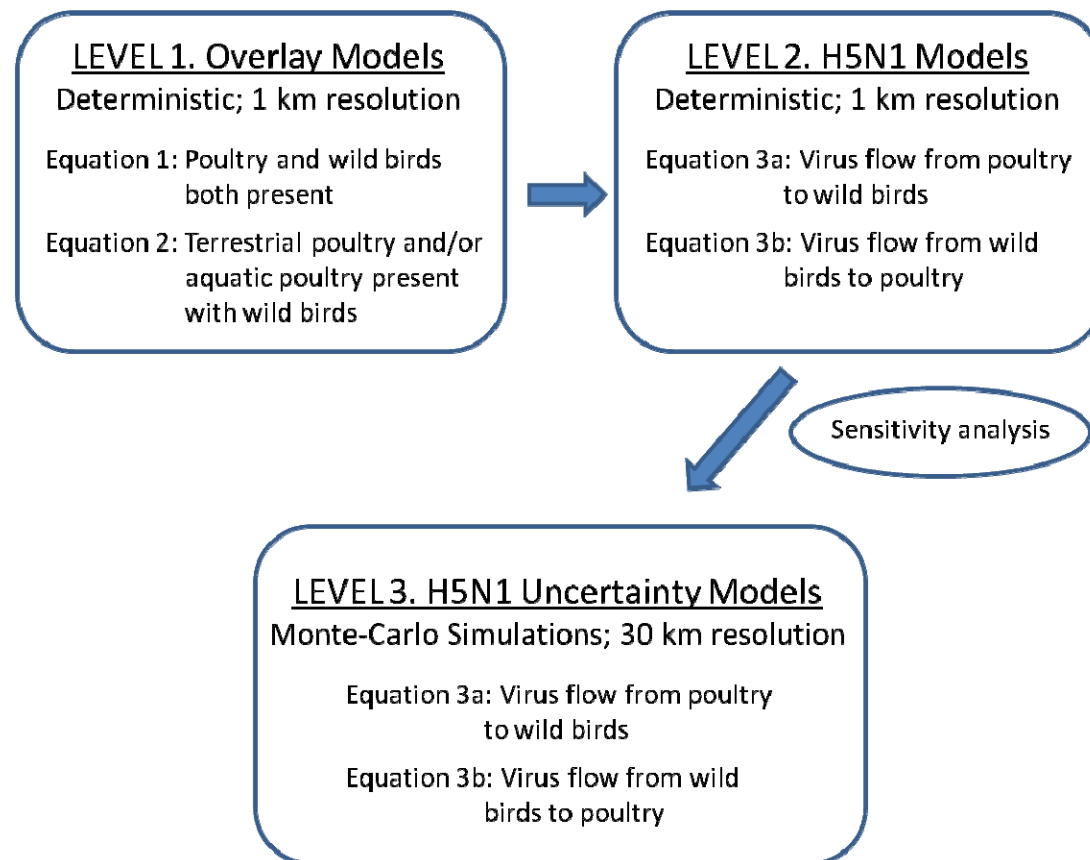 LEVEL 1. Overlay Models
Deterministic; 1 km resolution
Equation 1: Poultry and wild birds
both present
Equation 2: Terrestrial poultry and/or
aquatic poultry present
with wild birds
LEVEL 2. H5N1 Models
Deterministic; 1 km resolution
Equation 3a: Virus flow from poultry
to wild birds
Equation 3b: Virus flow from wild
birds to poultry
Sensitivity analysis
LEVEL 3. H5N1 Uncertainty Models
Monte-Carlo Simulations; 30 km resolution
Equation 3a: Virus flow from poultry
to wild birds
Equation 3b: Virus flow from wild
birds to poultry